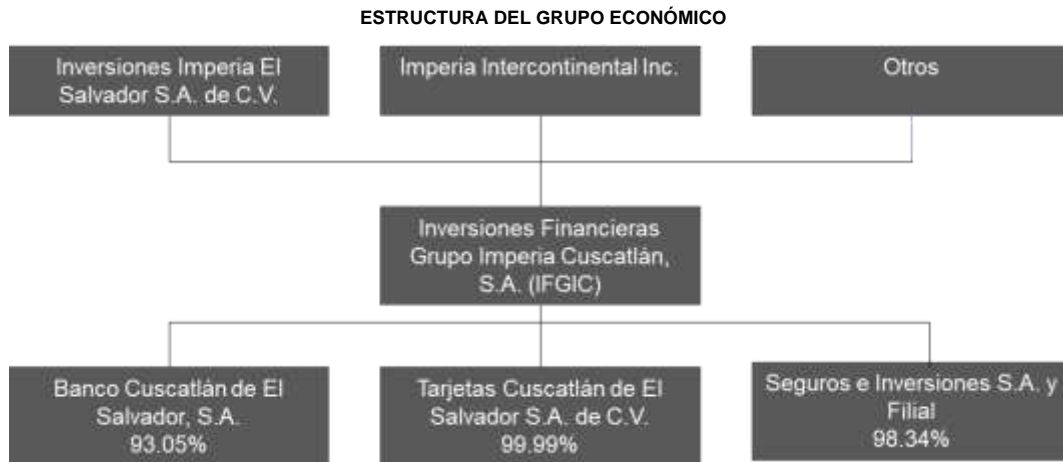 ESTRUCTURA DEL GRUPO ECONÓMICO
Inversiones Imperia El
Salvador S.A. de C.V.
Imperia Intercontinental Inc.
Otros
Inversiones Financieras
Grupo Imperia Cuscatlán,
S.A. (IFGIC)
Banco Cuscatlán de El
Salvador, S.A.
93.05%
Tarjetas Cuscatlán de El
Salvador S.A. de C.V.
99.99%
Seguros e Inversiones S.A. y
Filial
98.34%